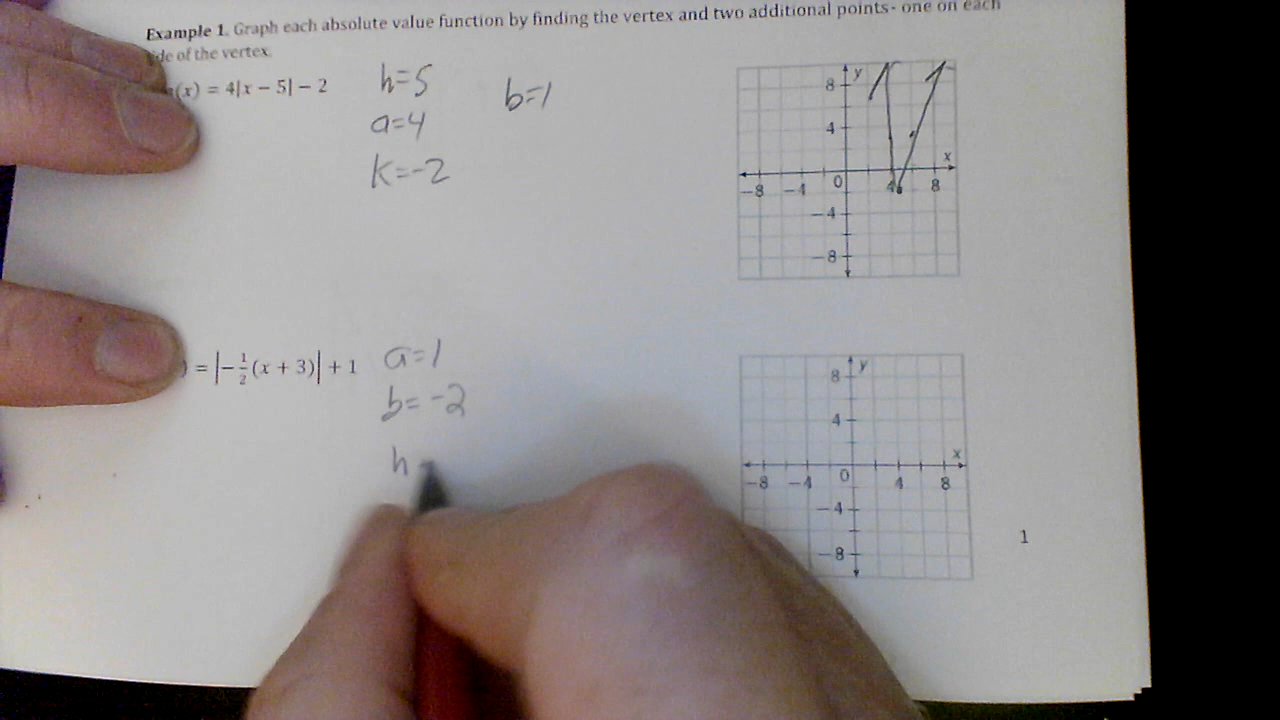 Example 1. Graph each absolute value function by finding the vertex and two additional points- one on each
of the vertex.
(x) = 4|x − 5| − 2
h=5
b=1
a=4
k=-2
y
8
4
x
−8 −4 0 4 8
−4
−8
) = |−1/2(x + 3)| + 1
a=1
b=-2
h=
y
8
4
x
−8 −4 0 4 8
−4
−8
1